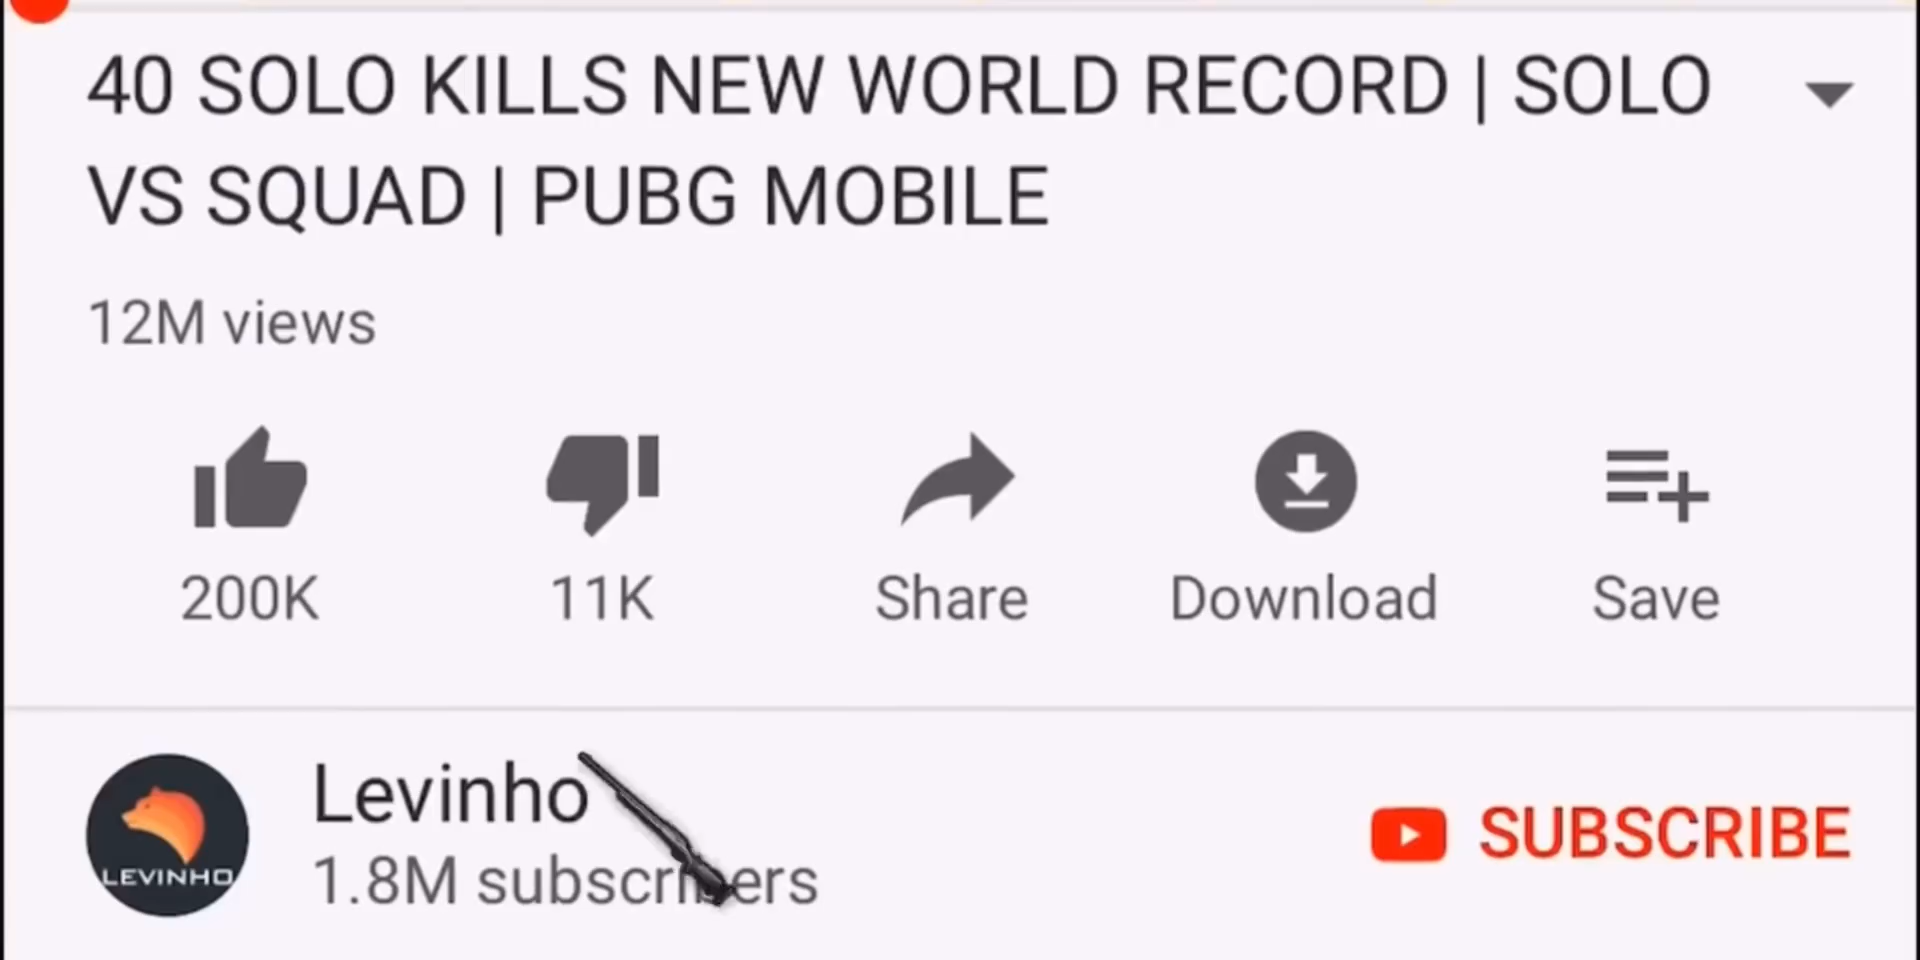 40 SOLO KILLS NEW WORLD RECORD | SOLO
VS SQUAD | PUBG MOBILE
12M views
200K
11K
Share
Download
Save
Levinho
1.8M subscribers
LEVINHO
SUBSCRIBE